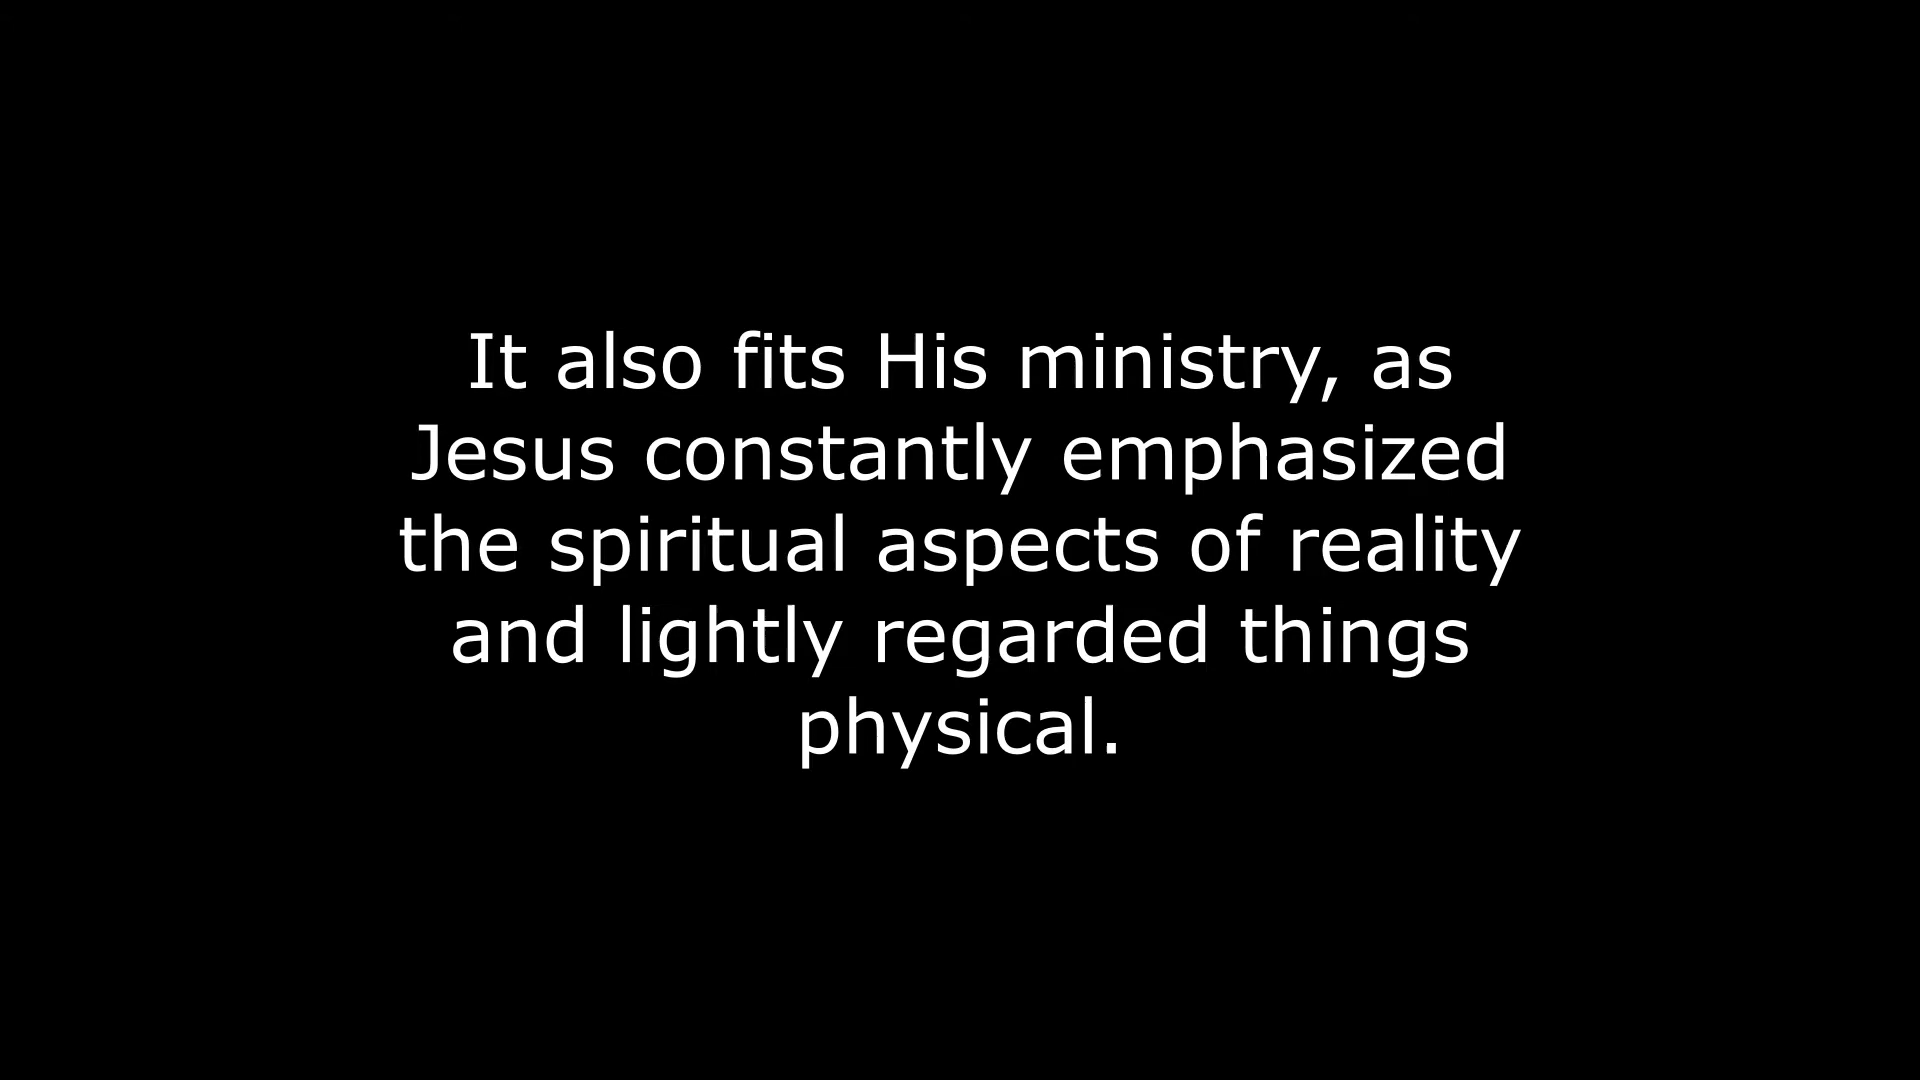 It also fits His ministry, as
Jesus constantly emphasized
the spiritual aspects of reality
and lightly regarded things
physical.